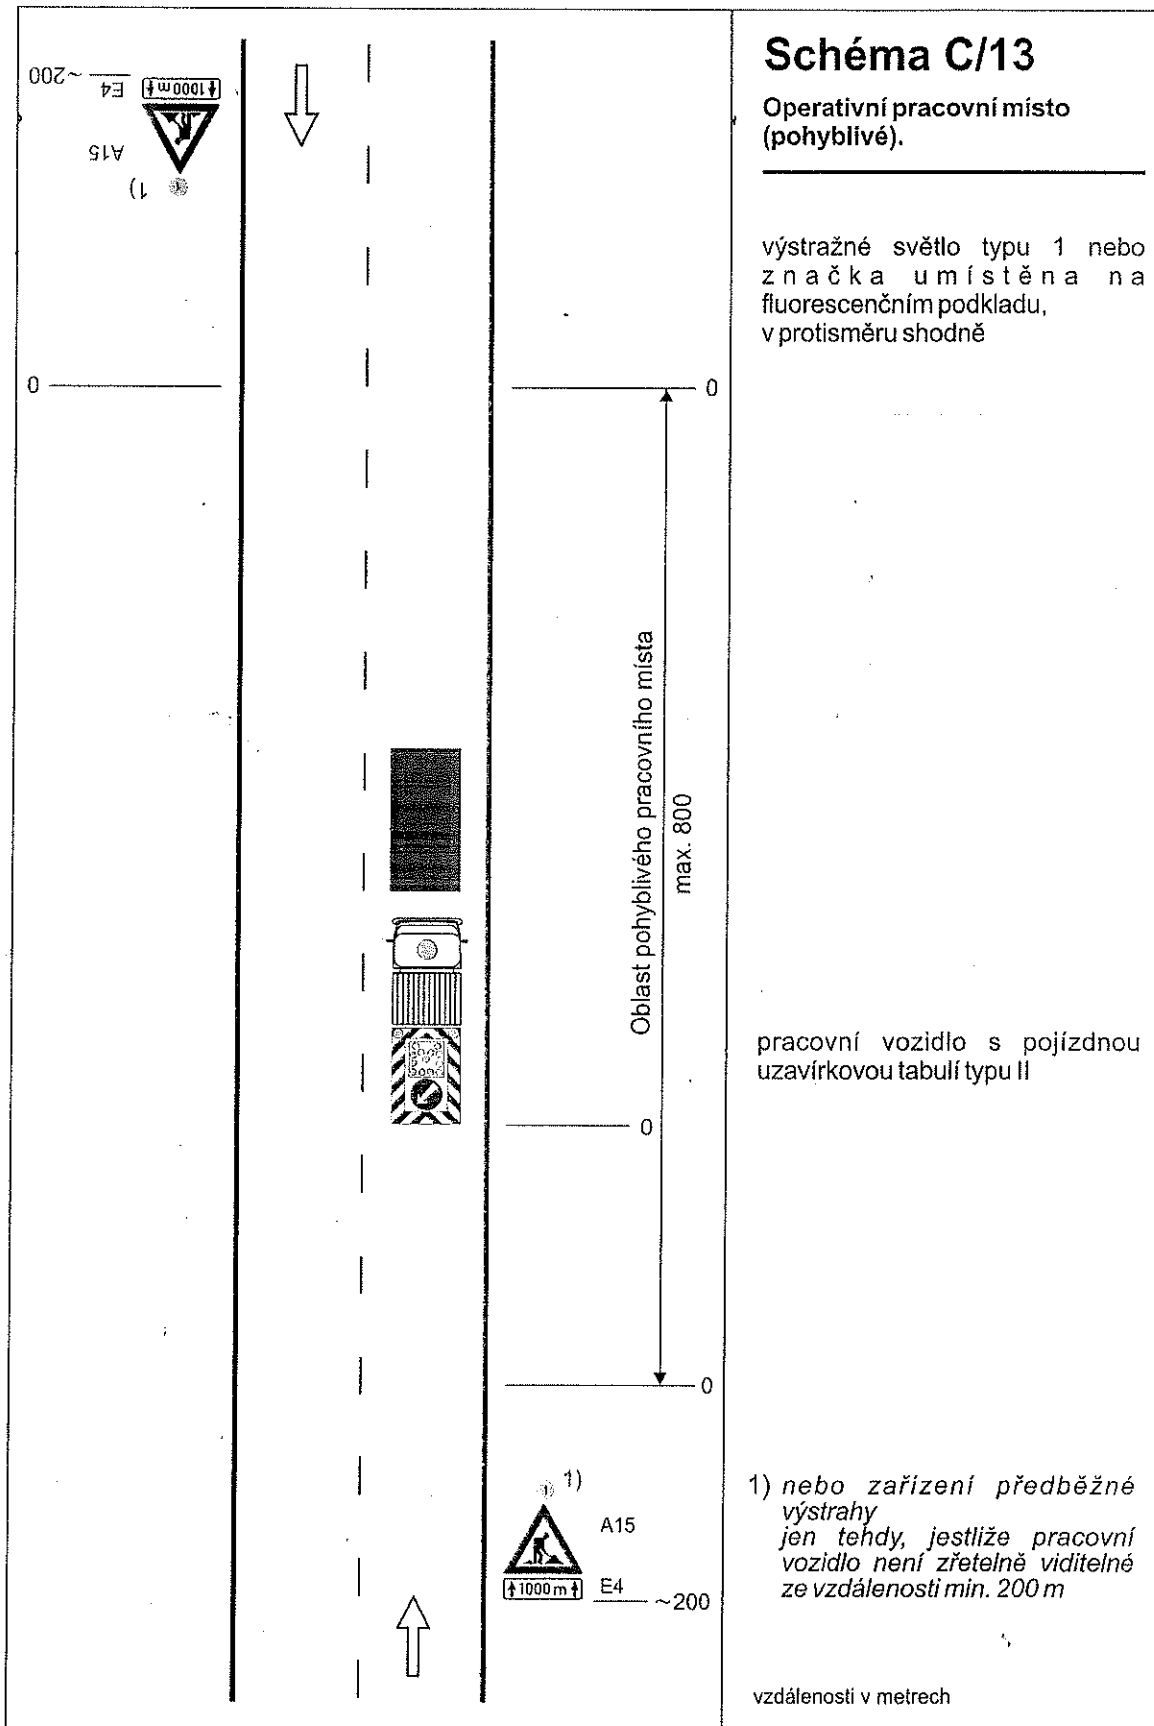 Schéma C/13
Operativní pracovní místo
(pohyblivé).
výstražné světlo typu 1 nebo
značka umístěna na
fluorescenčním podkladu,
v protisměru shodně
~200
E4
1000 m
A15
1)
1
0
0
Oblast pohyblivého pracovního místa
max. 800
pracovní vozidlo s pojízdnou
uzavírkovou tabulí typu II
0
0
1)
1
A15
1000 m
E4
~200
1) nebo zařízení předběžné
výstrahy
jen tehdy, jestliže pracovní
vozidlo není zřetelně viditelné
ze vzdálenosti min. 200 m
vzdálenosti v metrech